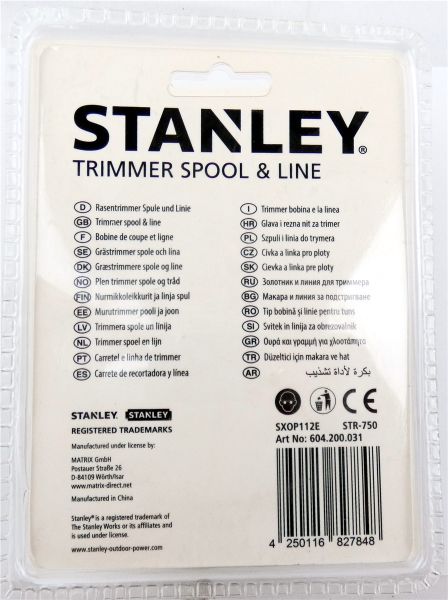 STANLEY®
TRIMMER SPOOL & LINE
D Rasentrimmer Spule und Linie
GB Trimmer spool & line
F Bobine de coupe et ligne
SE Grästrimmer spole och lina
DK Græstrimmere spole og line
NO Plen trimmer spole og tråd
FIN Nurmikkoleikkurit ja linja spul
EE Murutrimmer pooli ja joon
LV Trimmera spole un linija
NL Trimmer spoel en lijn
PT Carretel e linha de trimmer
ES Carrete de recortadora y línea
I Trimmer bobina e la linea
HR Glava i rezna nit za trimer
PL Szpuli i linia do trymera
CZ Cívka a linka pro ploty
SK Cievka a linka pre ploty
RU Золотник и линия для триммера
BG Макара и линия за подстригване
RO Tip bobină și linie pentru tuns
SI Svitek in linija za obrezovalnik
GR Ουρά και γραμμή για χλοοτάπητα
TR Düzeltici için makara ve hat
AR بكرة لأداة تشذيب
STANLEY. STANLEY
REGISTERED TRADEMARKS
Manufactured under license by:
MATRIX GmbH
Postauer Straße 26
D-84109 Wörth/Isar
www.matrix-direct.net
Manufactured in China
Stanley® is a registered trademark of
The Stanley Works or its affiliates and
is used under license.
www.stanley-outdoor-power.com
CE
SXOP112E STR-750
Art No: 604.200.031
4 250116 827848